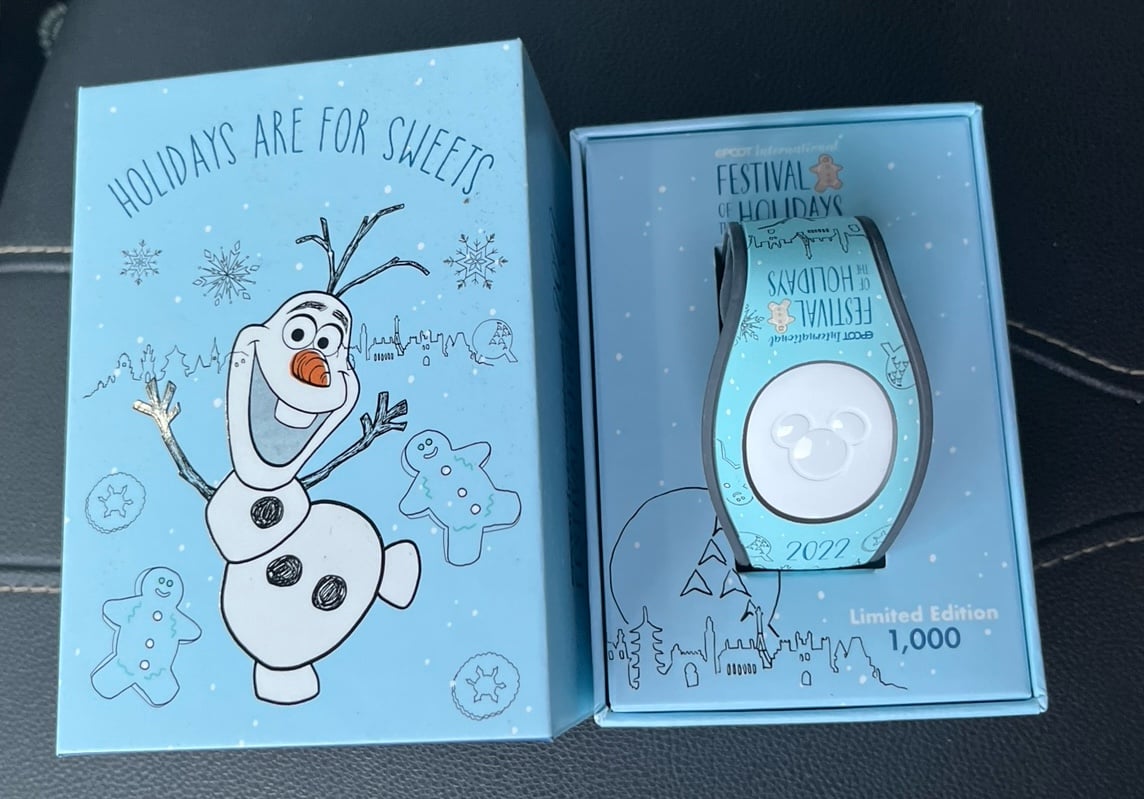 HOLIDAYS ARE FOR SWEETS
EPCOT international
FESTIVAL
OF HOLIDAYS
THE
EPCOT International
FESTIVAL
OF HOLIDAYS
THE
2022
Limited Edition
1,000